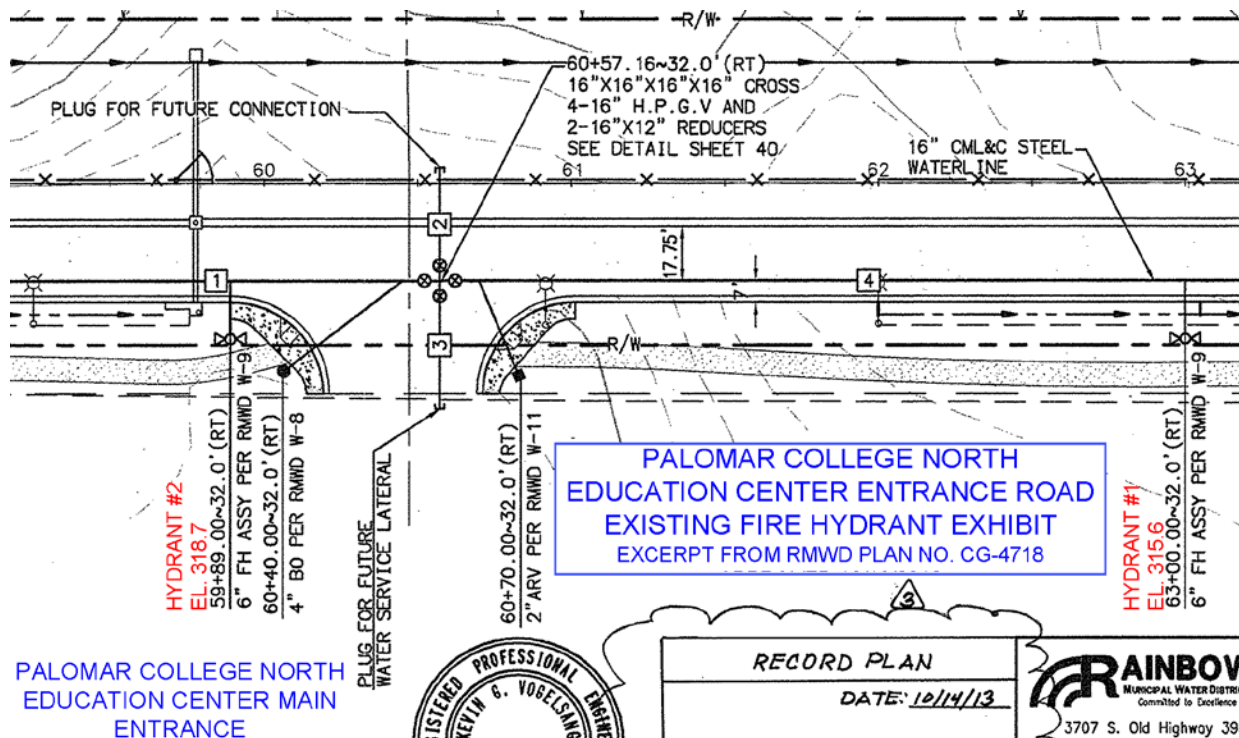 R/W
60+57.16~32.0'(RT)
16"X16"X16"X16" CROSS
4-16" H.P.G.V AND
2-16"X12" REDUCERS
SEE DETAIL SHEET 40
PLUG FOR FUTURE CONNECTION
16" CML&C STEEL
WATERLINE
60
61
62
63
2
17.75'
1
4
7'
3
R/W
HYDRANT #2
EL. 318.7
59+89.00~32.0'(RT)
6" FH ASSY PER RMWD W-9
60+40.00~32.0'(RT)
4" BO PER RMWD W-8
PLUG FOR FUTURE
WATER SERVICE LATERAL
60+70.00~32.0'(RT)
2"ARV PER RMWD W-11
PALOMAR COLLEGE NORTH
EDUCATION CENTER ENTRANCE ROAD
EXISTING FIRE HYDRANT EXHIBIT
EXCERPT FROM RMWD PLAN NO. CG-4718
HYDRANT #1
EL. 315.6
63+00.00~32.0'(RT)
6" FH ASSY PER RMWD W-9
3
PALOMAR COLLEGE NORTH
EDUCATION CENTER MAIN
ENTRANCE
PROFESSIONAL ENGINE
KEVIN G. VOGELSANG
RECORD PLAN
DATE: 10/14/13
RAINBOW
MUNICIPAL WATER DISTRI
Committed to Excellence
3707 S. Old Highway 39